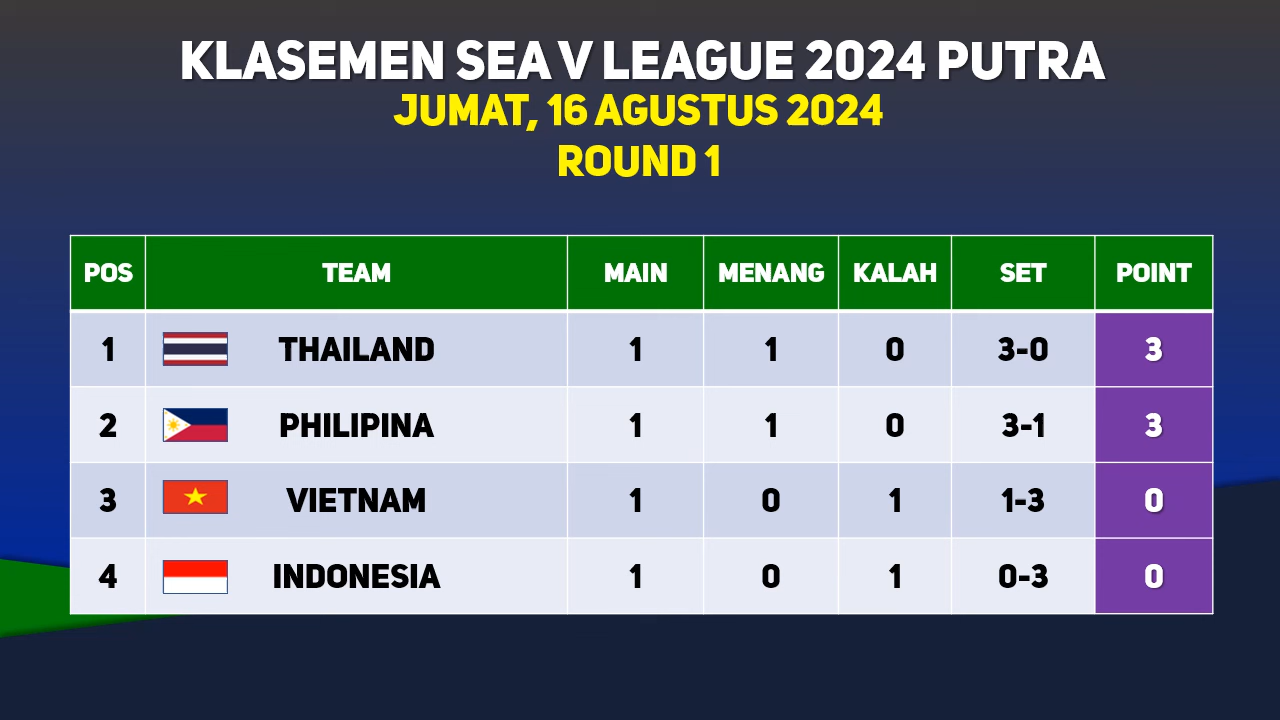 KLASEMEN SEA V LEAGUE 2024 PUTRA
JUMAT, 16 AGUSTUS 2024
ROUND 1
POS TEAM MAIN MENANG KALAH SET POINT
1 THAILAND 1 1 0 3-0 3
2 PHILIPINA 1 1 0 3-1 3
3 VIETNAM 1 0 1 1-3 0
4 INDONESIA 1 0 1 0-3 0